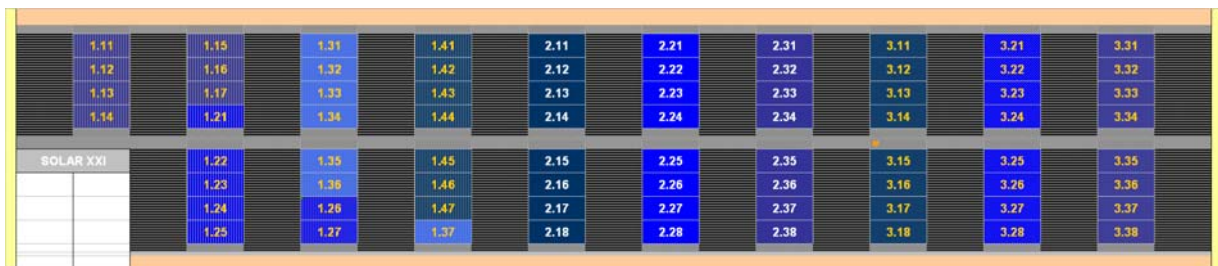 1.11 1.15 1.31 1.41 2.11 2.21 2.31 3.11 3.21 3.31
1.12 1.16 1.32 1.42 2.12 2.22 2.32 3.12 3.22 3.32
1.13 1.17 1.33 1.43 2.13 2.23 2.33 3.13 3.23 3.33
1.14 1.21 1.34 1.44 2.14 2.24 2.34 3.14 3.24 3.34
SOLAR XXI 1.22 1.35 1.45 2.15 2.25 2.35 3.15 3.25 3.35
1.23 1.36 1.46 2.16 2.26 2.36 3.16 3.26 3.36
1.24 1.26 1.47 2.17 2.27 2.37 3.17 3.27 3.37
1.25 1.27 1.37 2.18 2.28 2.38 3.18 3.28 3.38